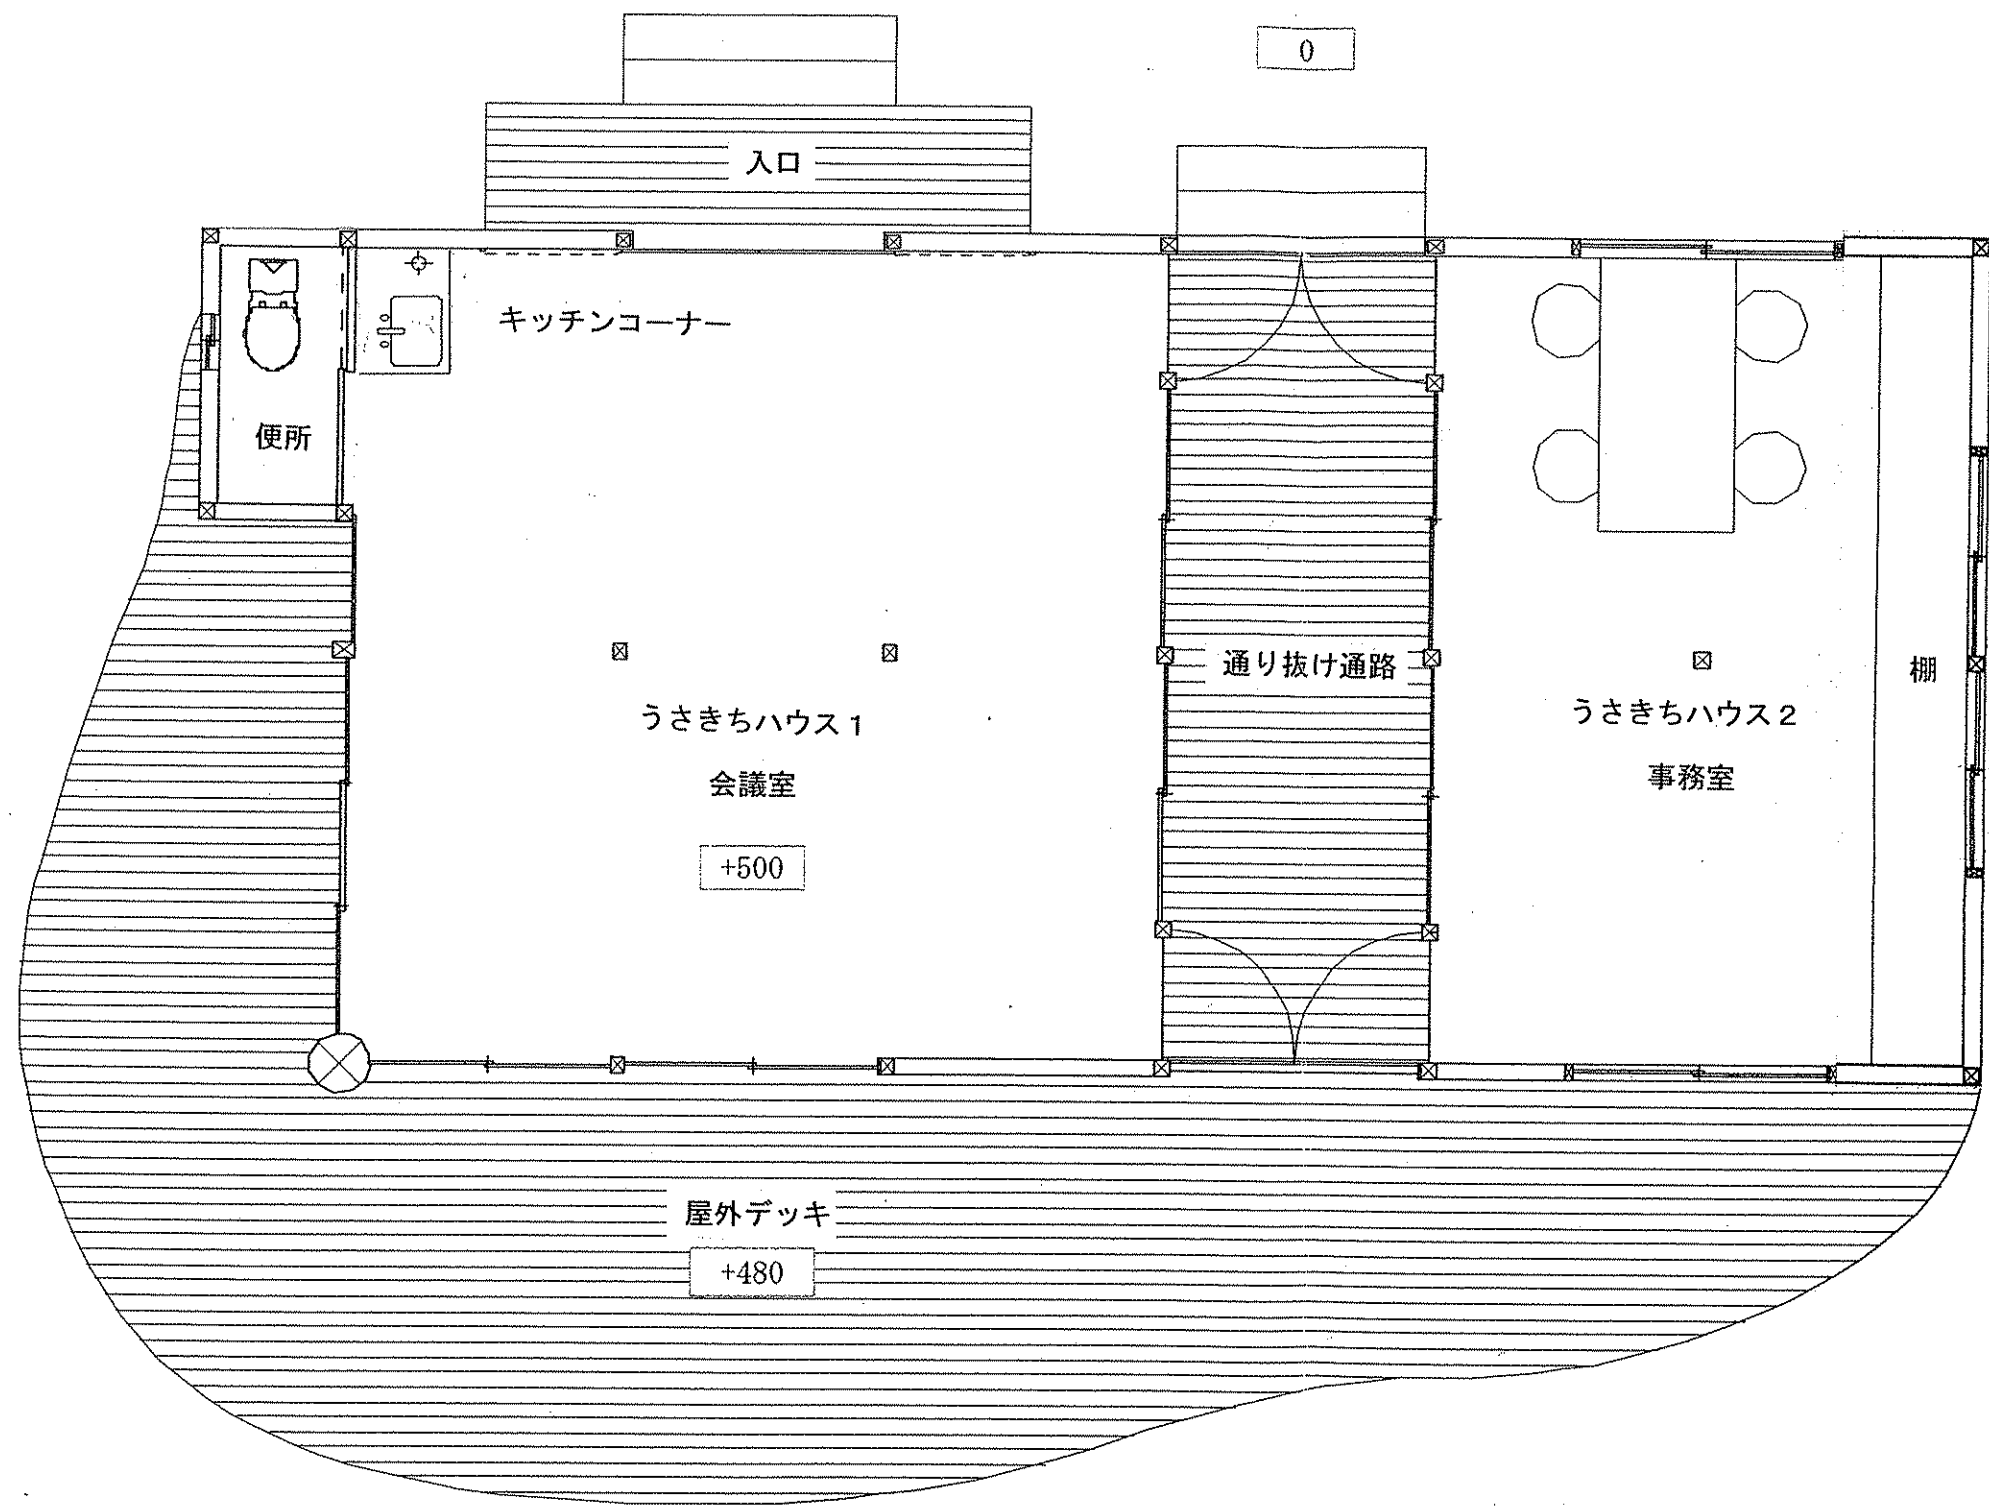 0
入口
キッチンコーナー
便所
通り抜け通路
棚
うさきちハウス1
うさきちハウス2
会議室
事務室
+500
屋外デッキ
+480